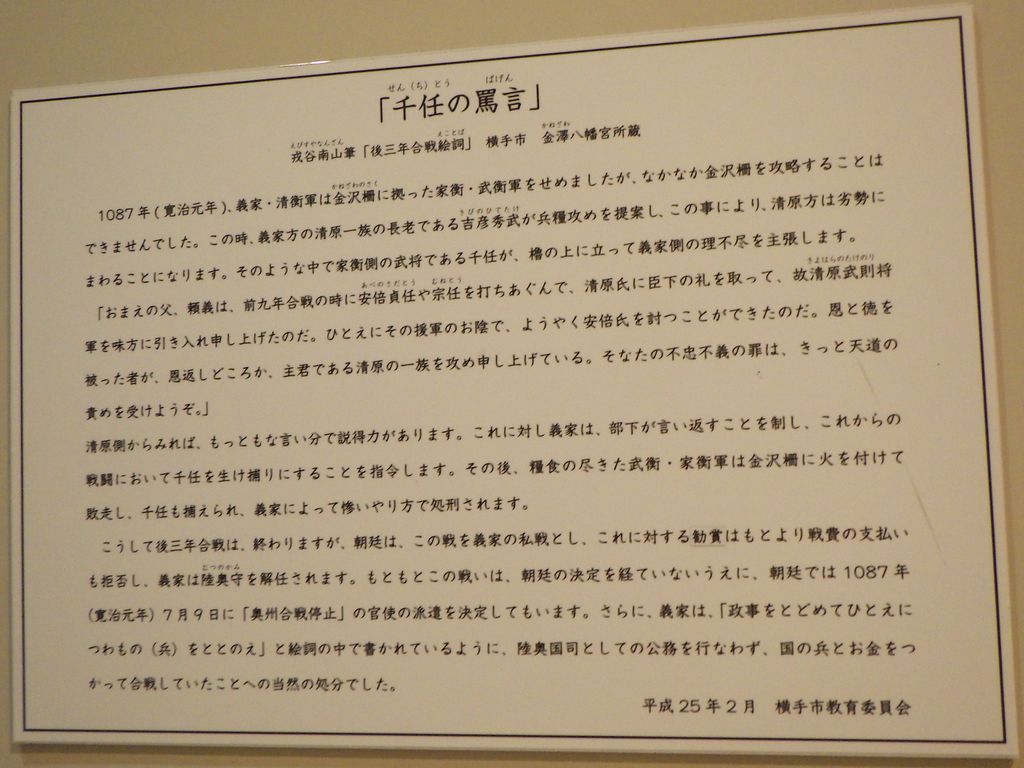 せん(ち)とう ばげん
「千任の罵言」
えびすやなんざん えことば かねざわ
戎谷南山筆「後三年合戦絵詞」 横手市 金澤八幡宮所蔵
かねざわのさく
1087年(寛治元年)、義家・清衡軍は金沢柵に拠った家衡・武衡軍をせめましたが、なかなか金沢柵を攻略することは
きびのひでたけ
できませんでした。この時、義家方の清原一族の長老である吉彦秀武が兵糧攻めを提案し、この事により、清原方は劣勢に
まわることになります。そのような中で家衡側の武将である千任が、櫓の上に立って義家側の理不尽を主張します。
あべのさだとう むねとう きよはらのたけのり
「おまえの父、頼義は、前九年合戦の時に安倍貞任や宗任を打ちあぐんで、清原氏に臣下の礼を取って、故清原武則将
軍を味方に引き入れ申し上げたのだ。ひとえにその援軍のお陰で、ようやく安倍氏を討つことができたのだ。恩と徳を
被った者が、恩返しどころか、主君である清原の一族を攻め申し上げている。そなたの不忠不義の罪は、きっと天道の
責めを受けようぞ。」
清原側からみれば、もっともな言い分で説得力があります。これに対し義家は、部下が言い返すことを制し、これからの
戦闘において千任を生け捕りにすることを指令します。その後、糧食の尽きた武衡・家衡軍は金沢柵に火を付けて
敗走し、千任も捕えられ、義家によって惨いやり方で処刑されます。
こうして後三年合戦は、終わりますが、朝廷は、この戦を義家の私戦とし、これに対する勧賞はもとより戦費の支払い
むつのかみ
も拒否し、義家は陸奥守を解任されます。もともとこの戦いは、朝廷の決定を経ていないうえに、朝廷では1087年
(寛治元年)7月9日に「奥州合戦停止」の官使の派遣を決定してもいます。さらに、義家は、「政事をとどめてひとえに
つわもの(兵)をととのえ」と絵詞の中で書かれているように、陸奥国司としての公務を行なわず、国の兵とお金をつ
かって合戦していたことへの当然の処分でした。
平成25年2月 横手市教育委員会